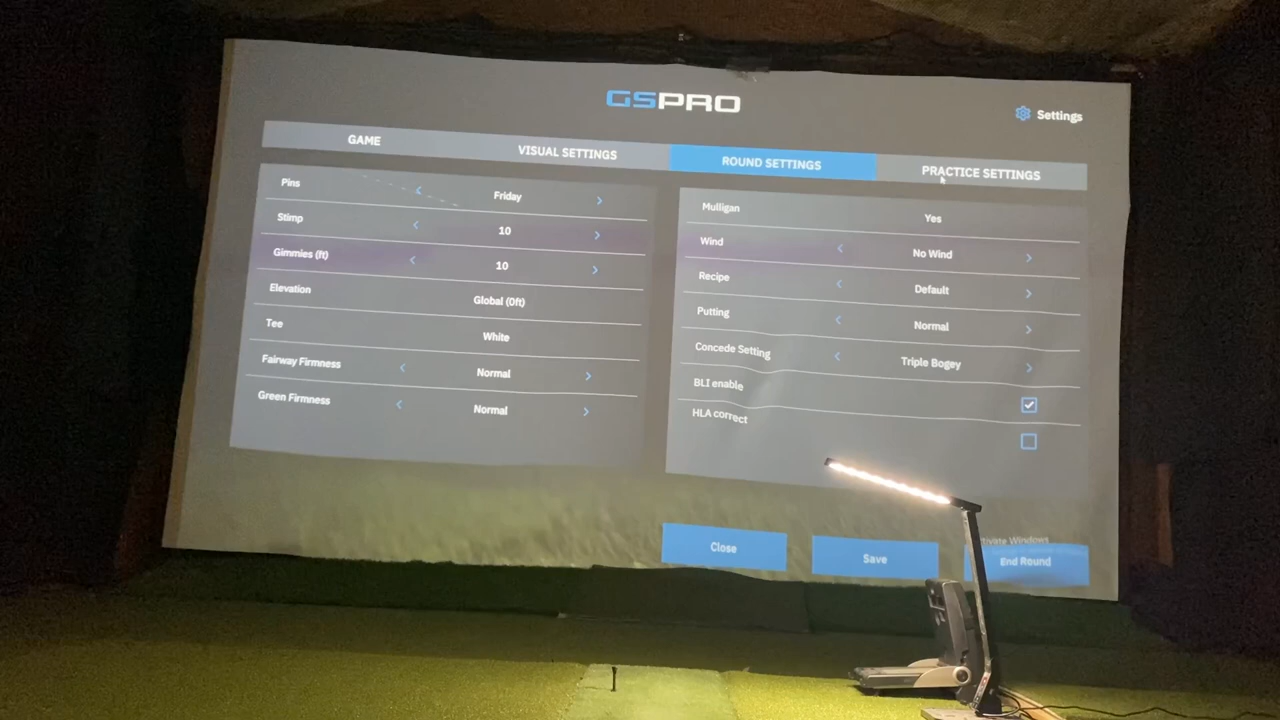 GSPRO
Settings
GAME
VISUAL SETTINGS
ROUND SETTINGS
PRACTICE SETTINGS
Pins Friday
Stimp 10
Gimmies (ft) 10
Elevation Global (0ft)
Tee White
Fairway Firmness Normal
Green Firmness Normal
Mulligan Yes
Wind No Wind
Recipe Default
Putting Normal
Concede Setting Triple Bogey
BLI enable
HLA correct
Close
Save
Windows
End Round